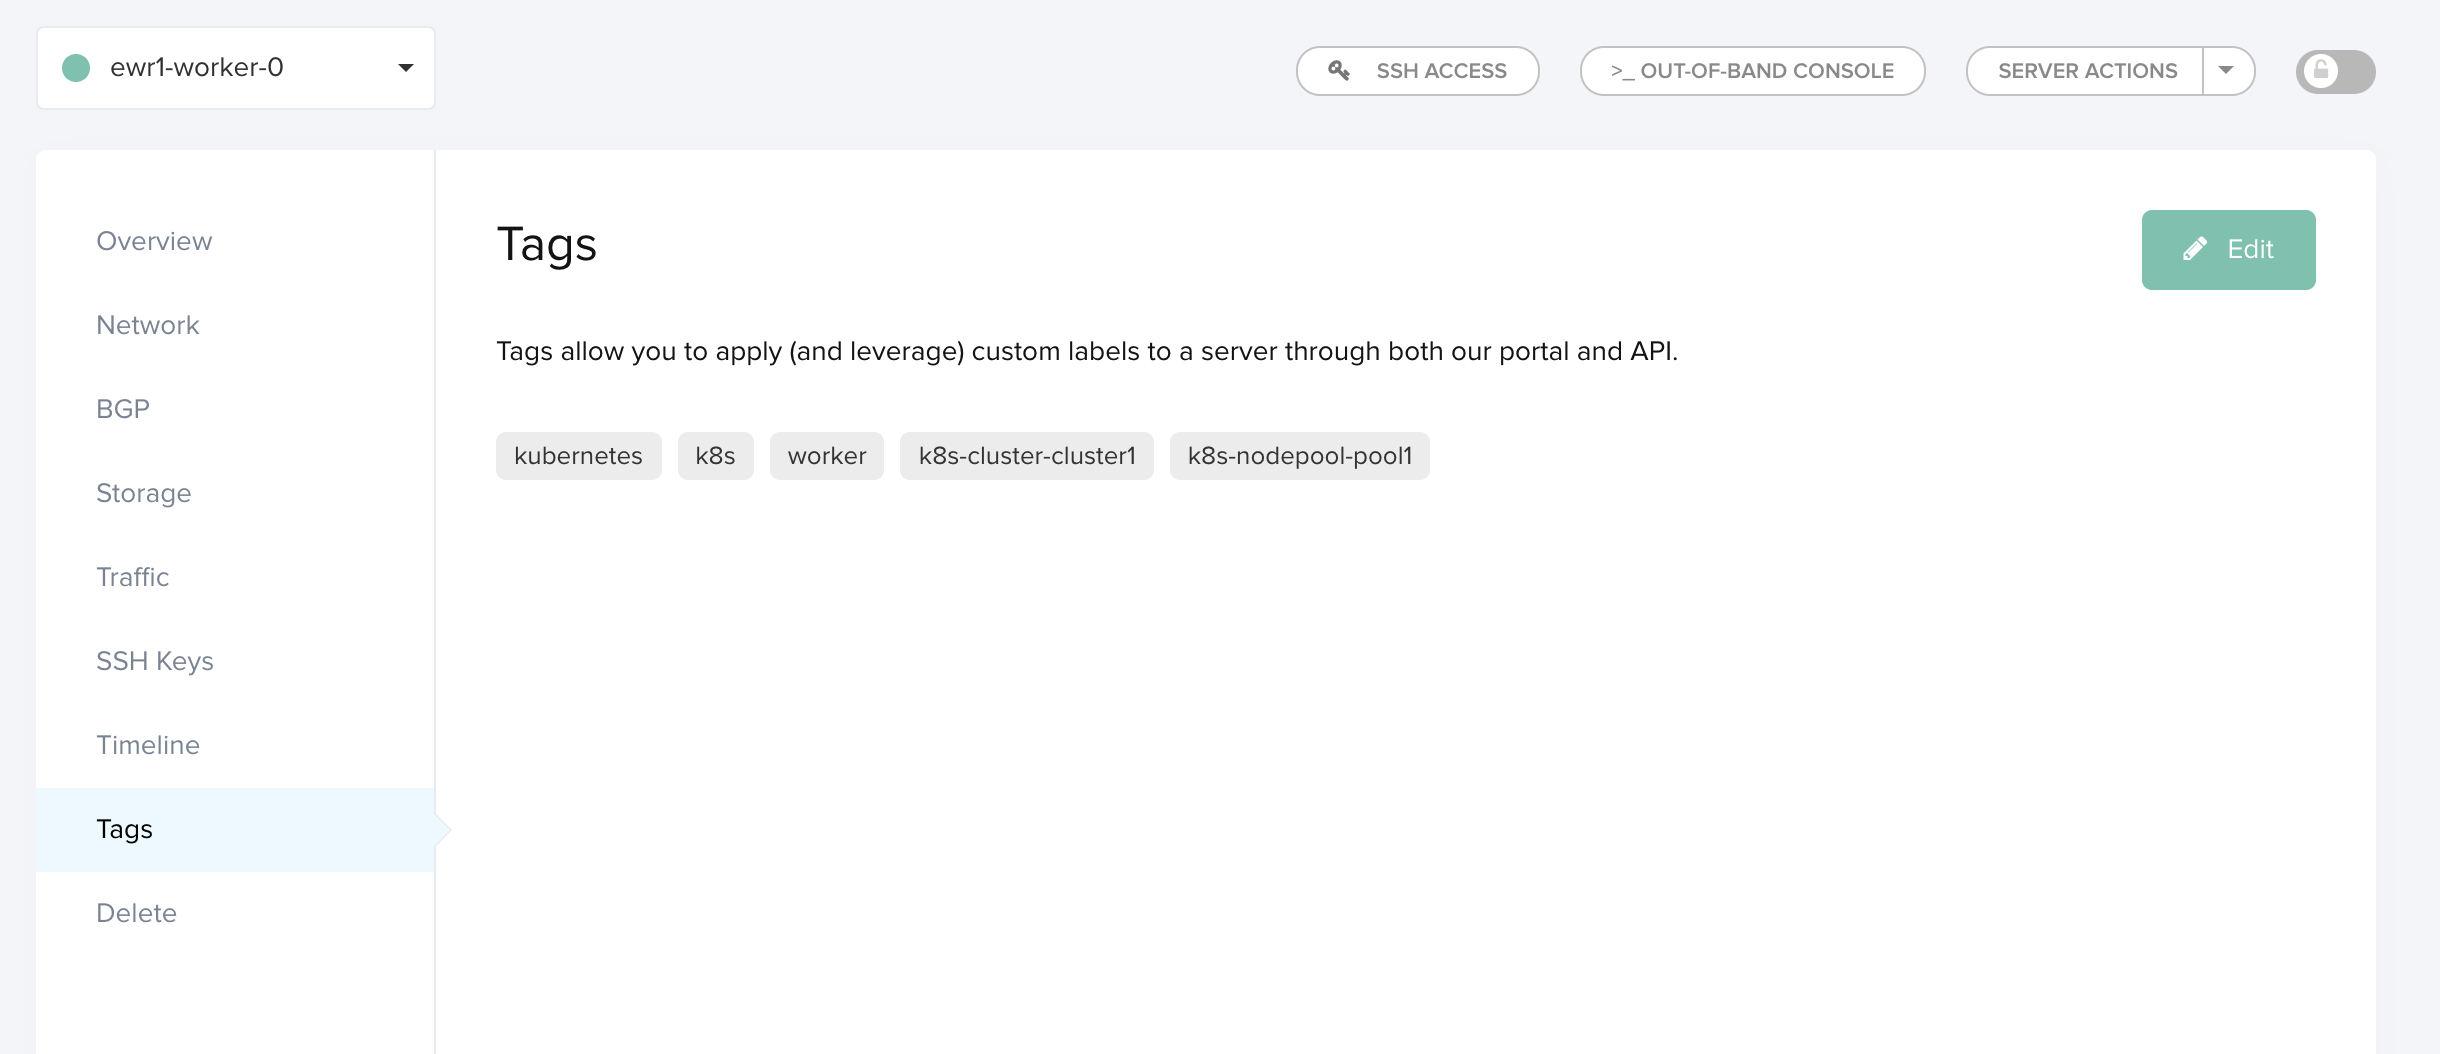 ewr1-worker-0
SSH ACCESS
>_ OUT-OF-BAND CONSOLE
SERVER ACTIONS
Overview
Network
BGP
Storage
Traffic
SSH Keys
Timeline
Tags
Delete
Tags
Edit
Tags allow you to apply (and leverage) custom labels to a server through both our portal and API.
kubernetes k8s worker k8s-cluster-cluster1 k8s-nodepool-pool1